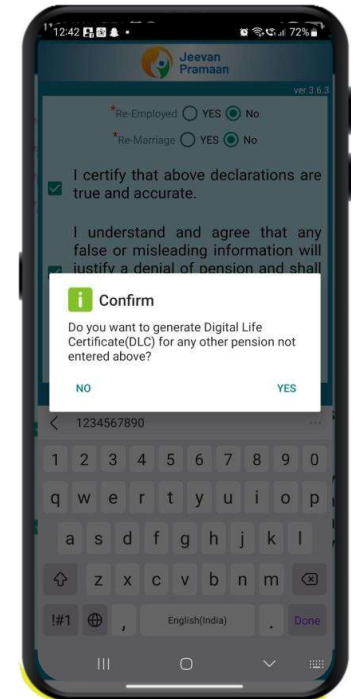 12:42
72%
Jeevan
Pramaan
ver 3.6.3
*Re-Employed YES No
*Re-Marriage YES No
I certify that above declarations are
true and accurate.
I understand and agree that any
false or misleading information will
justify a denial of pension and shall
i Confirm
Do you want to generate Digital Life
Certificate(DLC) for any other pension not
entered above?
NO YES
1234567890
1 2 3 4 5 6 7 8 9 0
q w e r t y u i o p
a s d f g h j k l
z x c v b n m
!#1 , English(India) . Done